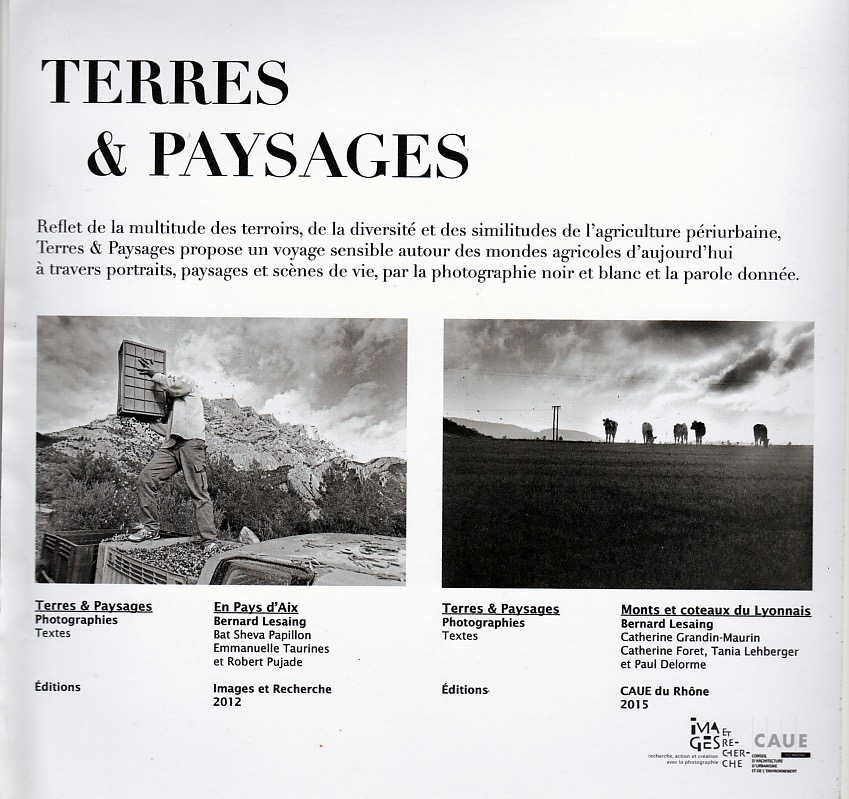 TERRES
& PAYSAGES
Reflet de la multitude des terroirs, de la diversité et des similitudes de l'agriculture périurbaine,
Terres & Paysages propose un voyage sensible autour des mondes agricoles d'aujourd'hui
à travers portraits, paysages et scènes de vie, par la photographie noir et blanc et la parole donnée.
Terres & Paysages
Photographies
Textes
Éditions
En Pays d'Aix
Bernard Lesaing
Bat Sheva Papillon
Emmanuelle Taurines
et Robert Pujade
Images et Recherche
2012
Terres & Paysages
Photographies
Textes
Éditions
Monts et coteaux du Lyonnais
Bernard Lesaing
Catherine Grandin-Maurin
Catherine Foret, Tania Lehberger
et Paul Delorme
CAUE du Rhône
2015
IMA
GES
ET
RE-
CHER-
CHE
recherche, action et création
avec la photographie
CAUE
CONSEIL
D'ARCHITECTURE
D'URBANISME
ET DE L'ENVIRONNEMENT